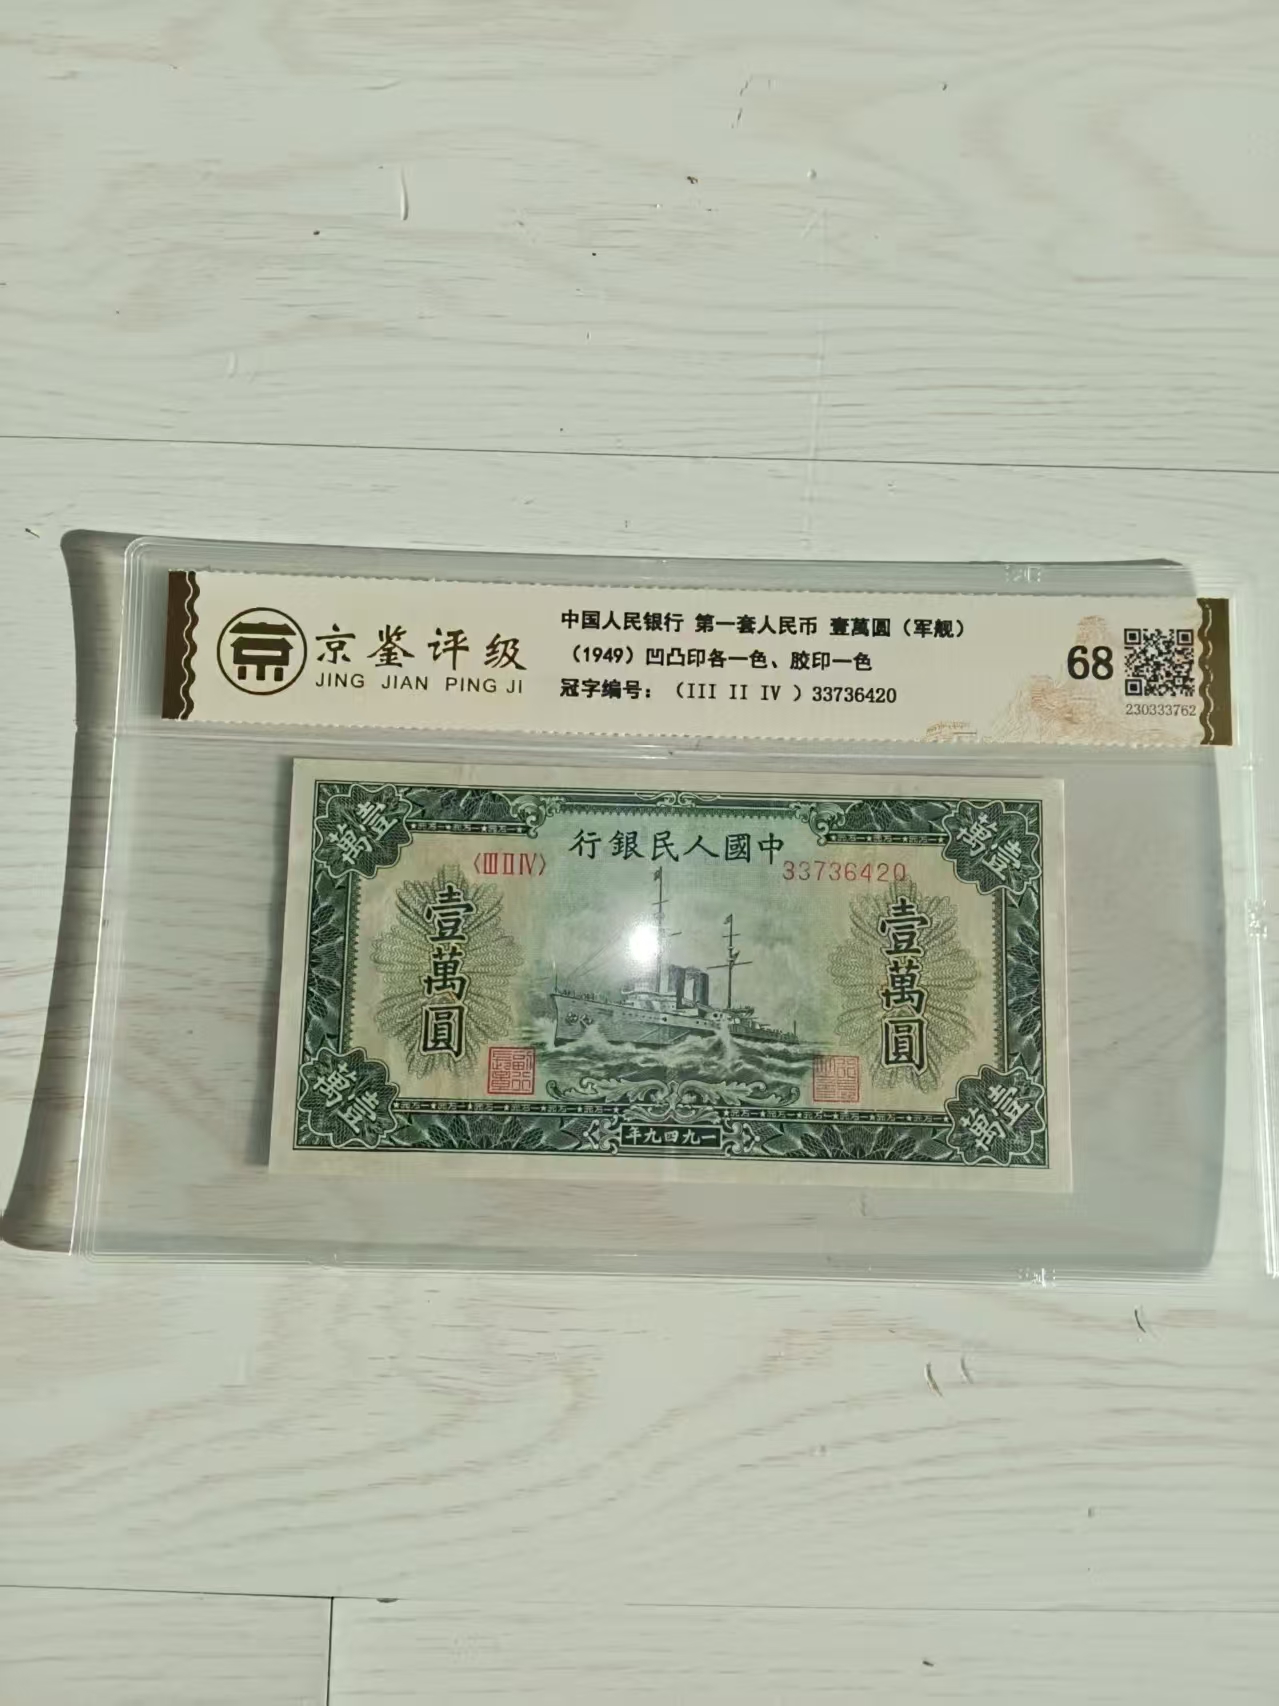 京鉴评级
JING JIAN PING JI
中国人民银行 第一套人民币 壹萬圓（军舰）
（1949）凹凸印各一色、胶印一色
冠字编号：（III II IV ）33736420
68
230333762
壹萬
壹萬
行銀民人國中
〈III II IV〉
33736420
壹萬圓
壹萬圓
壹萬
壹萬
年九四九一